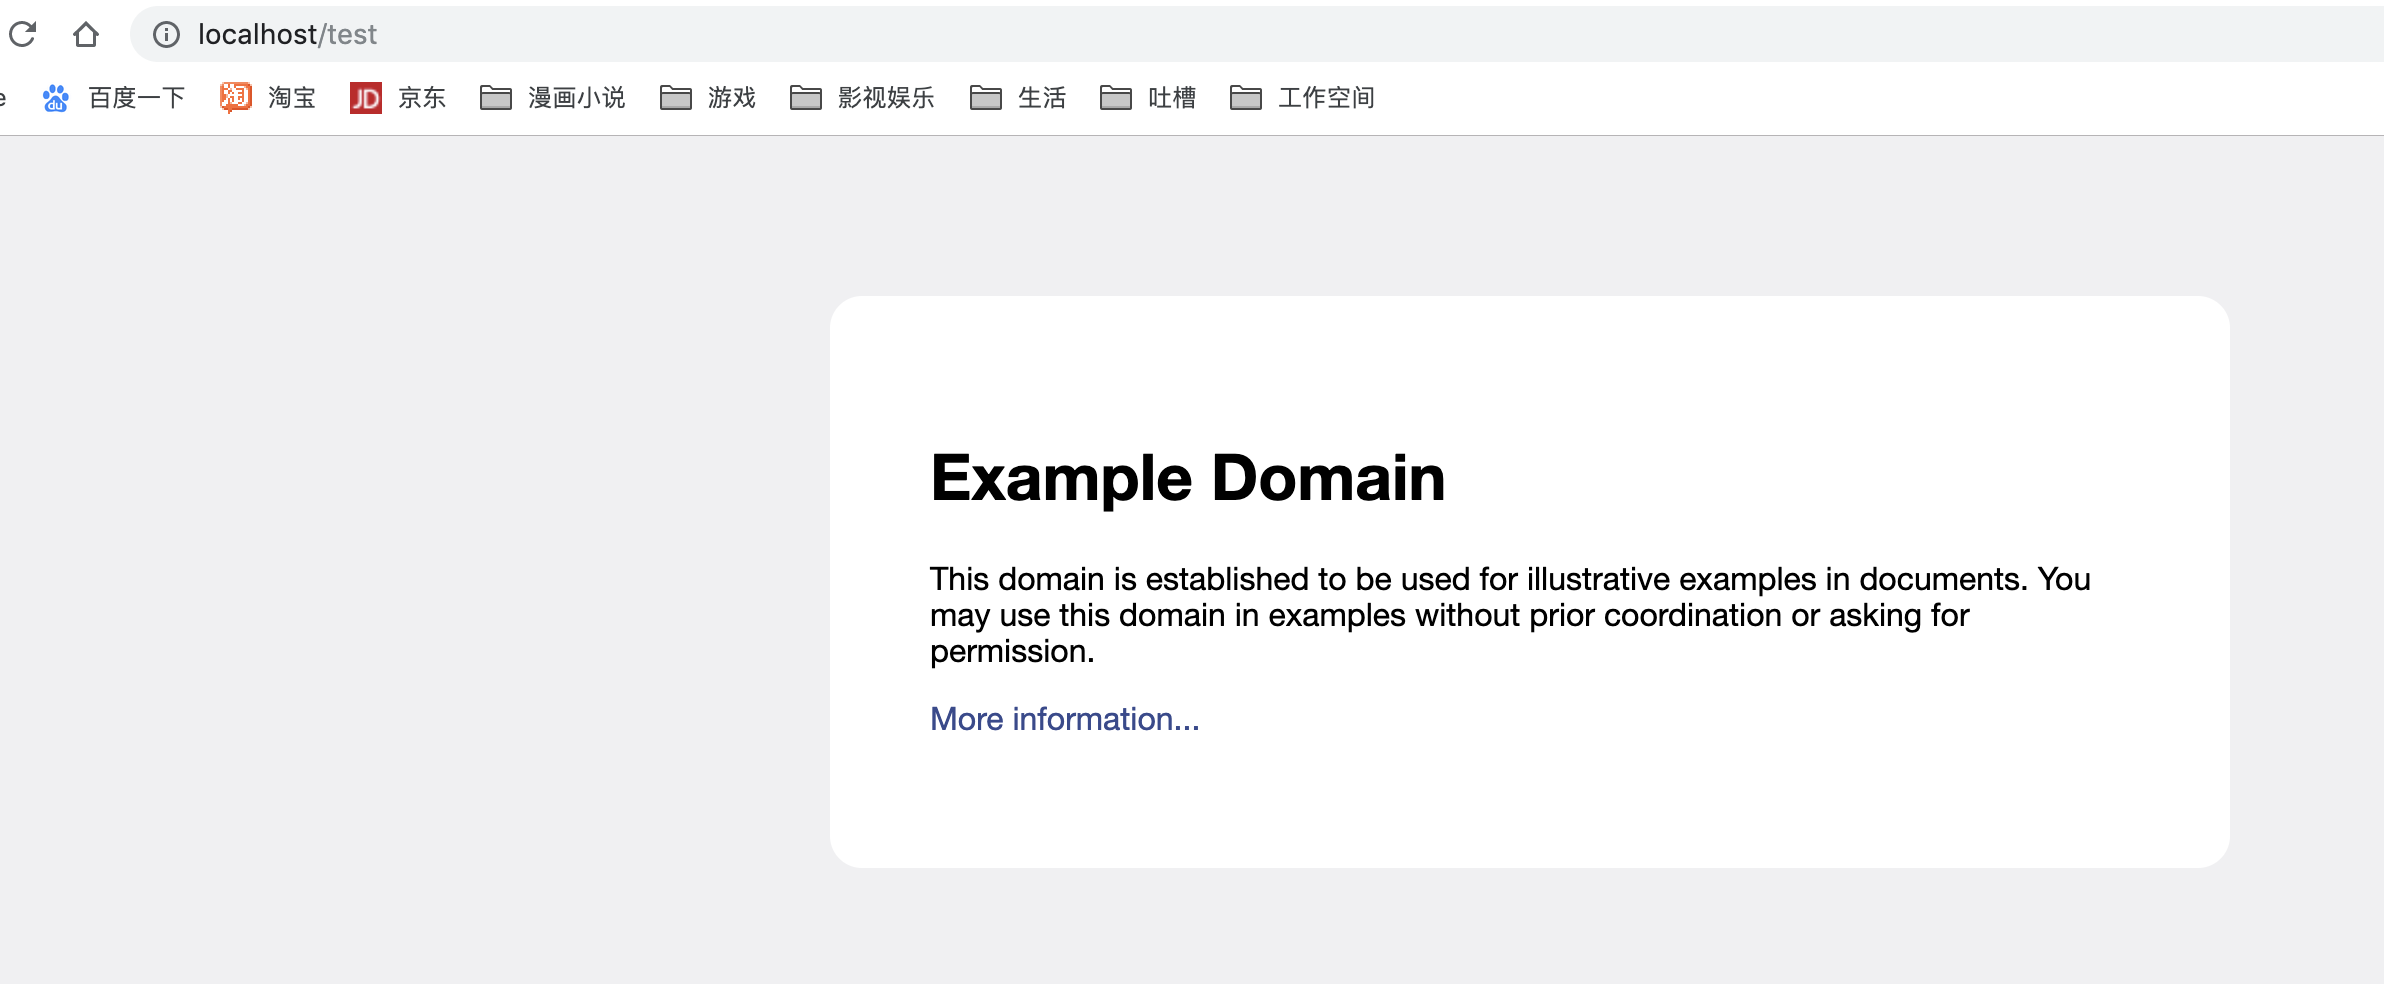 localhost/test
e 百度一下 淘宝 JD 京东 漫画小说 游戏 影视娱乐 生活 吐槽 工作空间
Example Domain
This domain is established to be used for illustrative examples in documents. You
may use this domain in examples without prior coordination or asking for
permission.
More information...